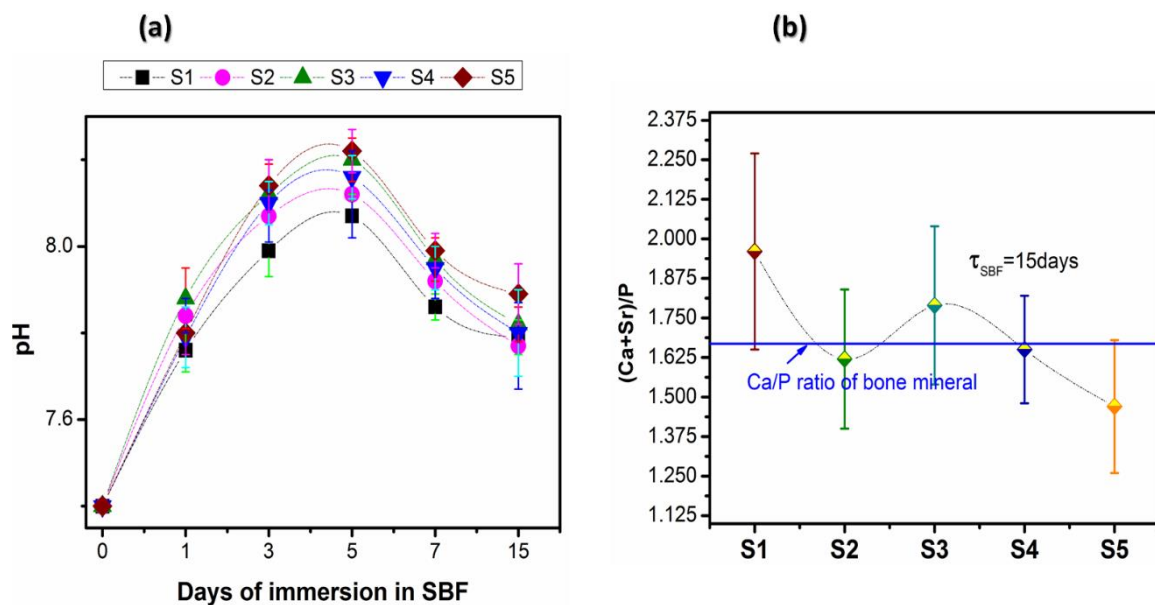 (a)
S1 S2 S3 S4 S5
pH
8.0
7.6
0 1 3 5 7 15
Days of immersion in SBF
(b)
(Ca+Sr)/P
2.375
2.250
2.125
2.000
1.875
1.750
1.625
1.500
1.375
1.250
1.125
τSBF=15days
Ca/P ratio of bone mineral
S1 S2 S3 S4 S5